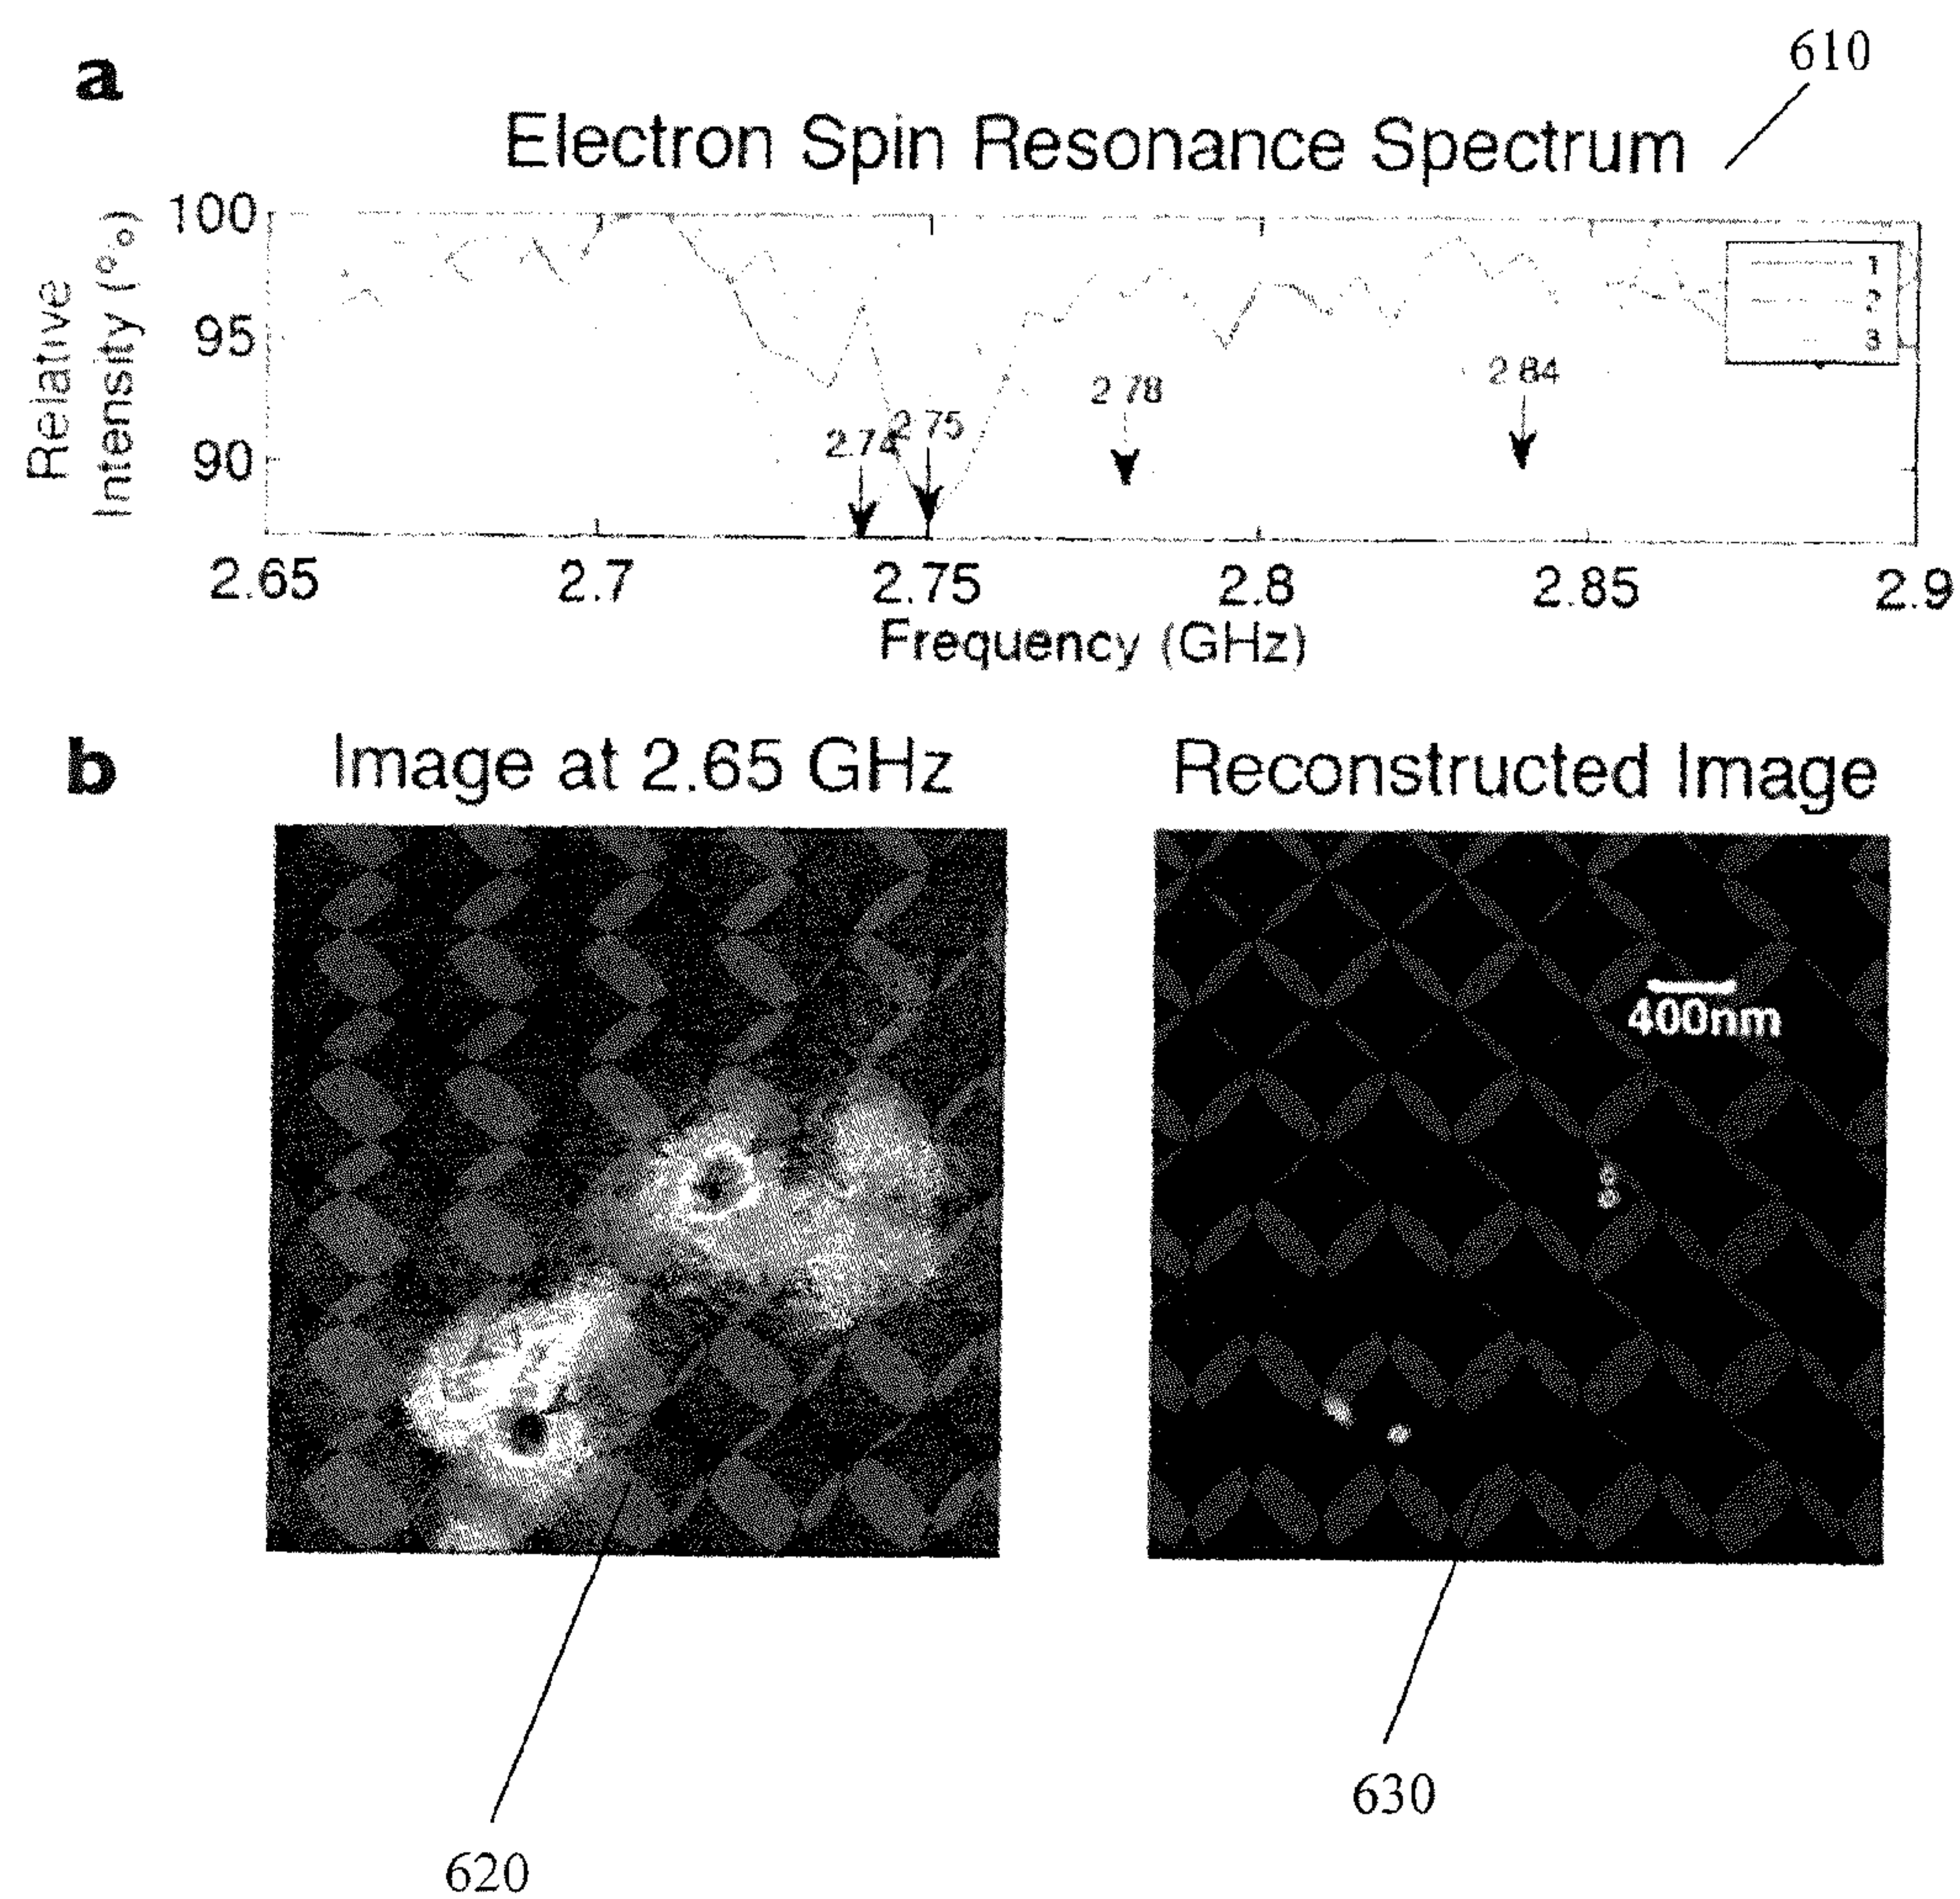 a
610
Electron Spin Resonance Spectrum
Relative
Intensity (%)
100
95
90
1
2
3
2.74
2.75
2.78
2.84
2.65 2.7 2.75 2.8 2.85 2.9
Frequency (GHz)
b
Image at 2.65 GHz
Reconstructed Image
400nm
620
630